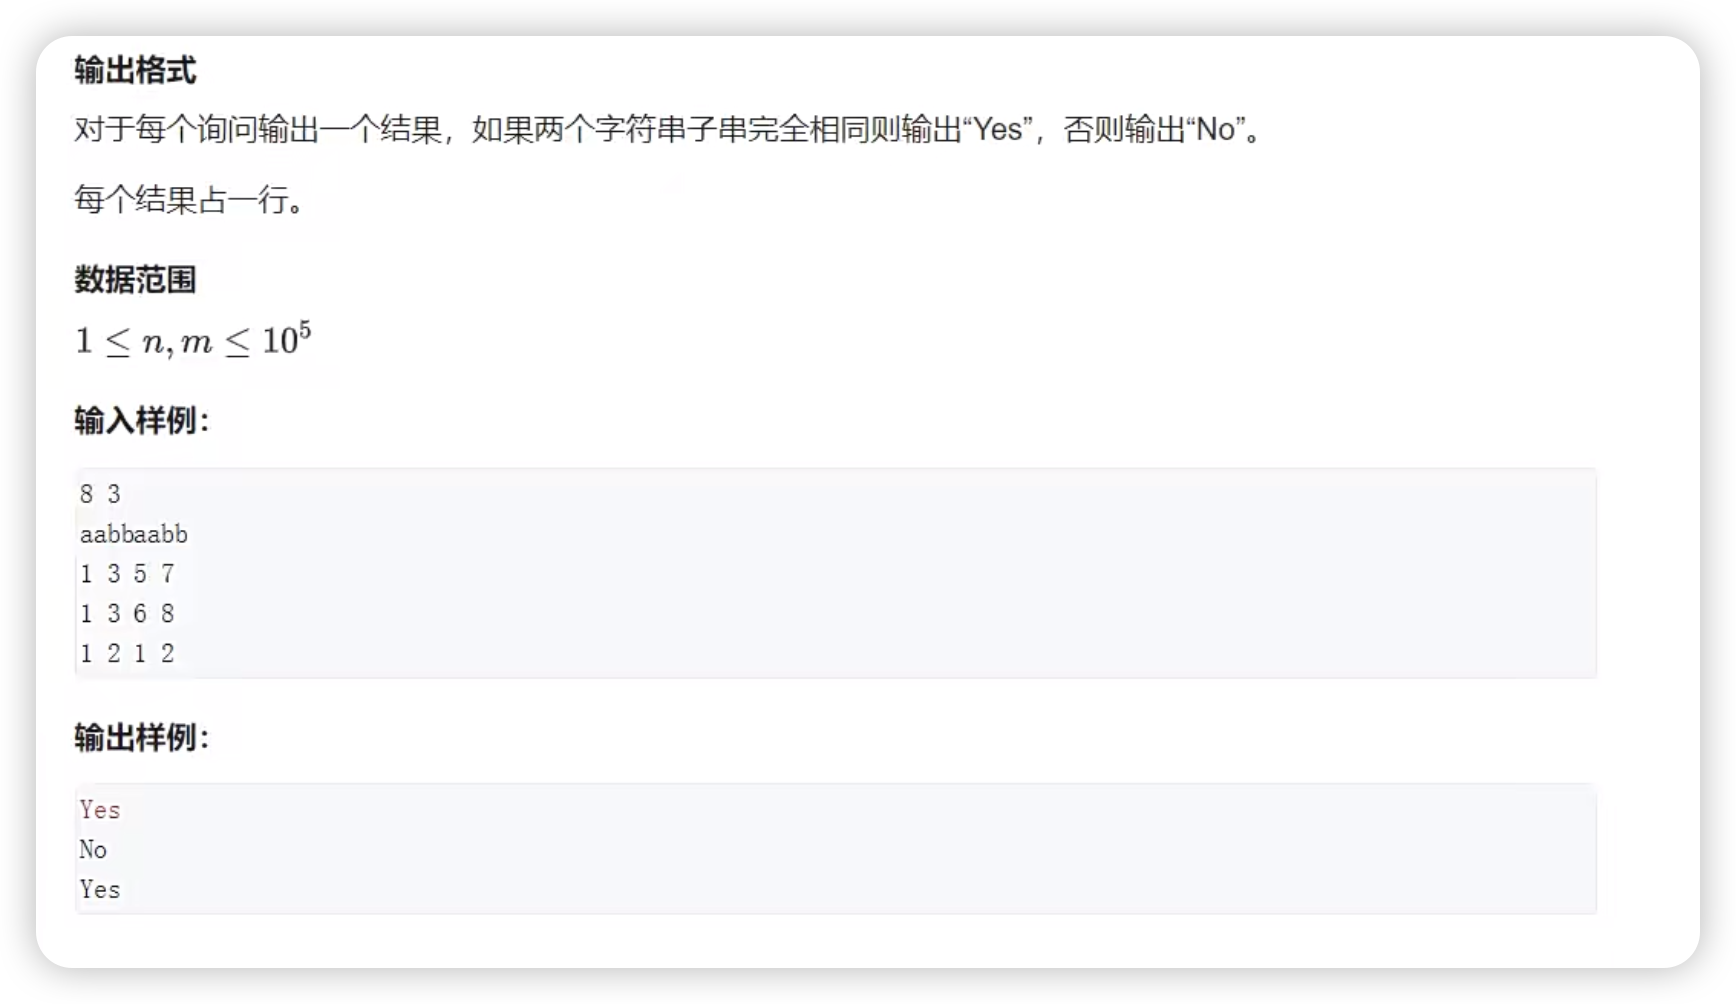 输出格式
对于每个询问输出一个结果，如果两个字符串子串完全相同则输出“Yes”，否则输出“No”。
每个结果占一行。
数据范围
1 ≤ n, m ≤ 10⁵
输入样例：
8 3
aabbaabb
1 3 5 7
1 3 6 8
1 2 1 2
输出样例：
Yes
No
Yes